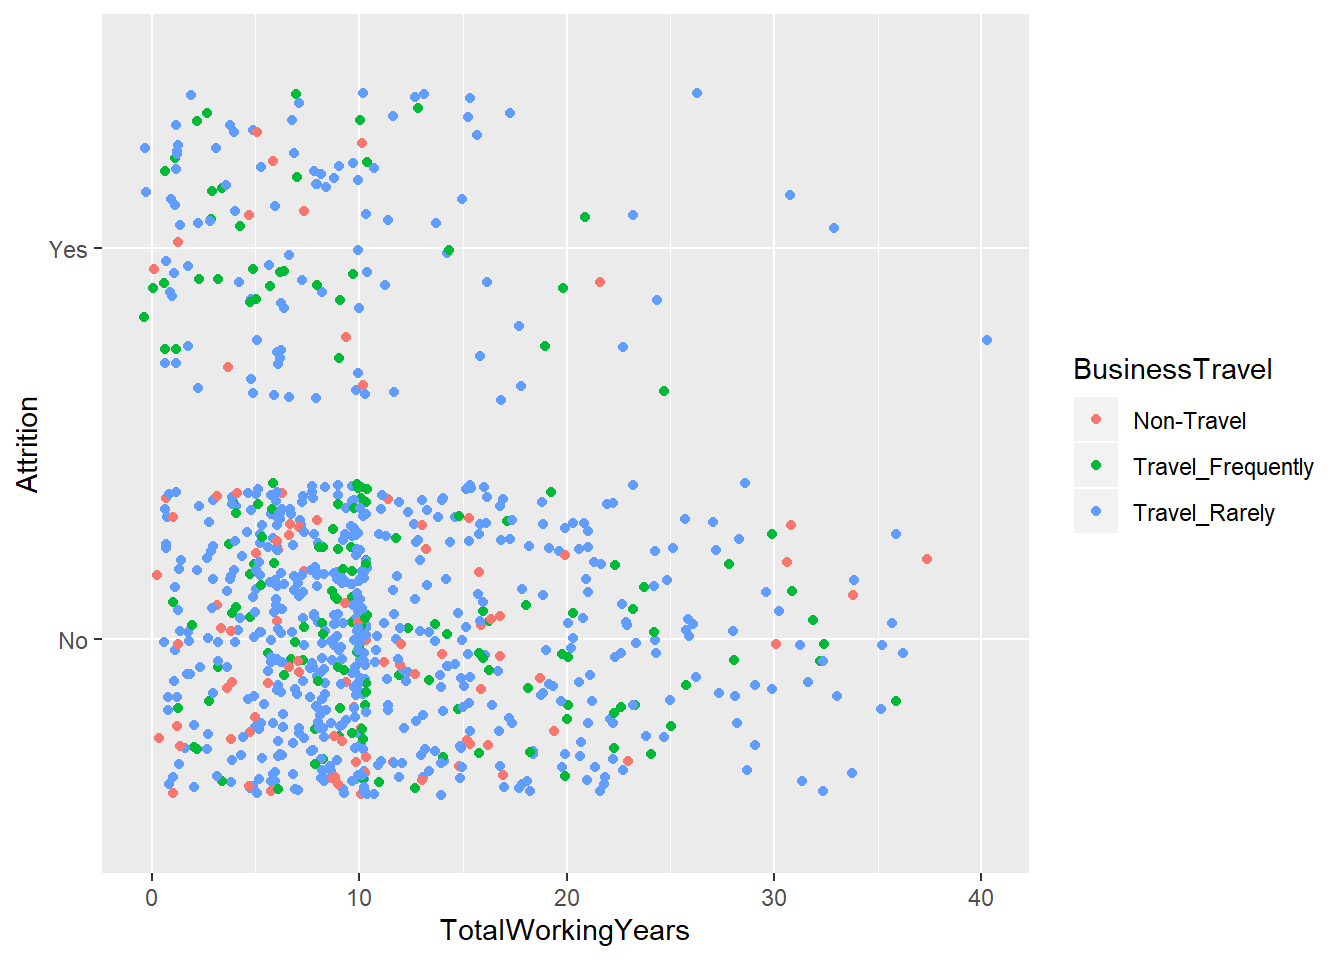 Yes
No
Attrition
0 10 20 30 40
TotalWorkingYears
BusinessTravel
Non-Travel
Travel_Frequently
Travel_Rarely